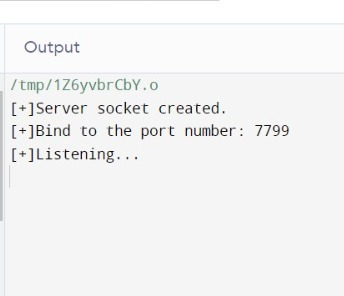 Output
/tmp/1Z6yvbrCbY.o
[+]Server socket created.
[+]Bind to the port number: 7799
[+]Listening...